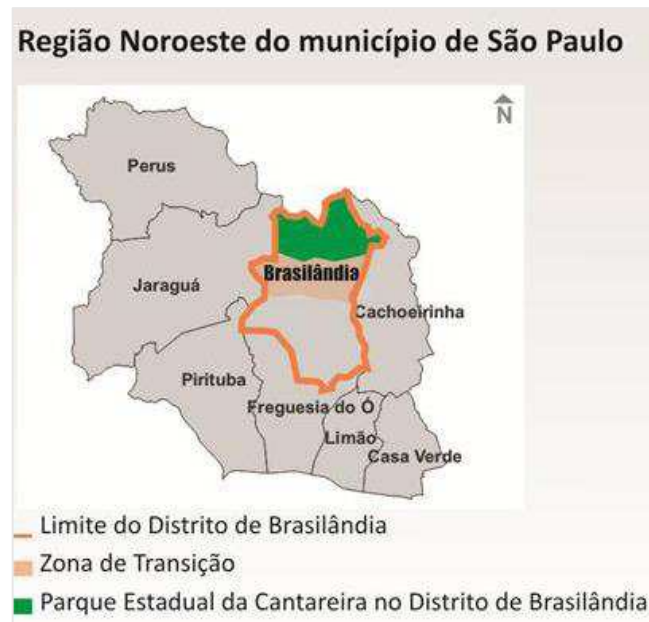 Região Noroeste do município de São Paulo
N
Perus
Brasilândia
Jaraguá
Cachoeirinha
Pirituba
Freguesia do Ó
Limão
Casa Verde
Limite do Distrito de Brasilândia
Zona de Transição
Parque Estadual da Cantareira no Distrito de Brasilândia